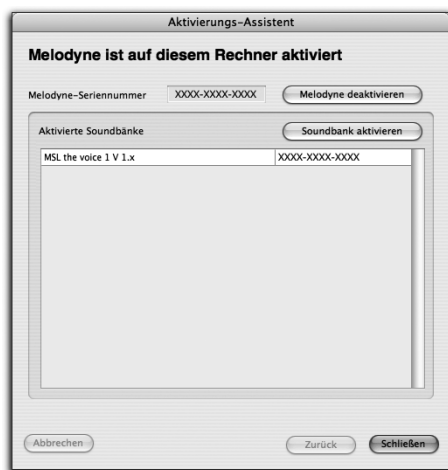 Aktivierungs-Assistent
Melodyne ist auf diesem Rechner aktiviert
Melodyne-Seriennummer XXXX-XXXX-XXXX Melodyne deaktivieren
Aktivierte Soundbänke Soundbank aktivieren
MSL the voice 1 V 1.x XXXX-XXXX-XXXX
Abbrechen Zurück Schließen